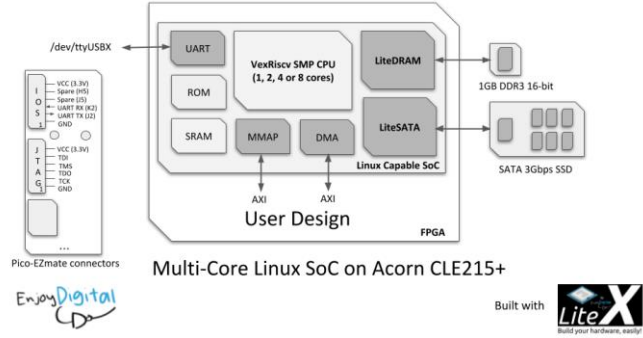 /dev/ttyUSBX
UART
VexRiscv SMP CPU
(1, 2, 4 or 8 cores)
LiteDRAM
1GB DDR3 16-bit
ROM
SRAM
MMAP
DMA
LiteSATA
Linux Capable SoC
SATA 3Gbps SSD
AXI
AXI
User Design
FPGA
I
O
S
1
VCC (3.3V)
Spare (H5)
Spare (J5)
UART RX (K2)
UART TX (J2)
GND
J
T
A
G
1
VCC (3.3V)
TDI
TMS
TDO
TCK
GND
...
Pico-EZmate connectors
Multi-Core Linux SoC on Acorn CLE215+
EnjoyDigital
Built with
LiteX
Build your hardware, easily!